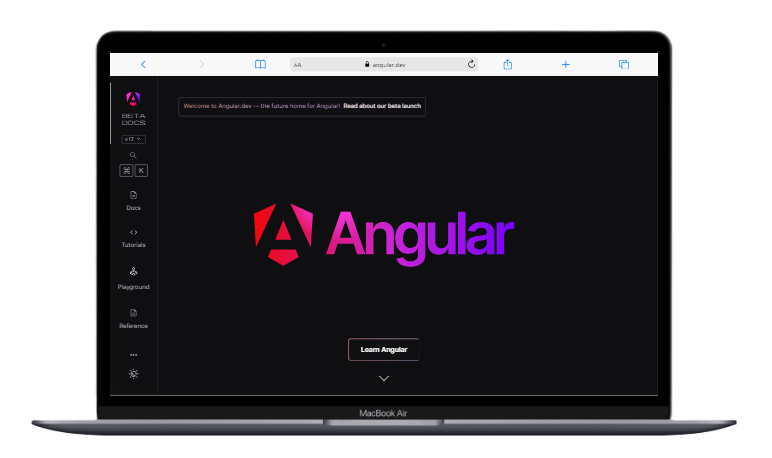 AA
angular.dev
BETA
DOCS
v17
⌘ K
Docs
Tutorials
Playground
Reference
Welcome to Angular.dev — the future home for Angular! Read about our beta launch
Angular
Learn Angular
MacBook Air